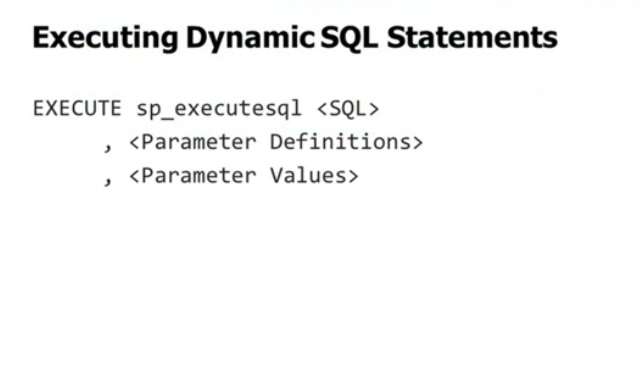 Executing Dynamic SQL Statements
EXECUTE sp_executesql <SQL>
, <Parameter Definitions>
, <Parameter Values>